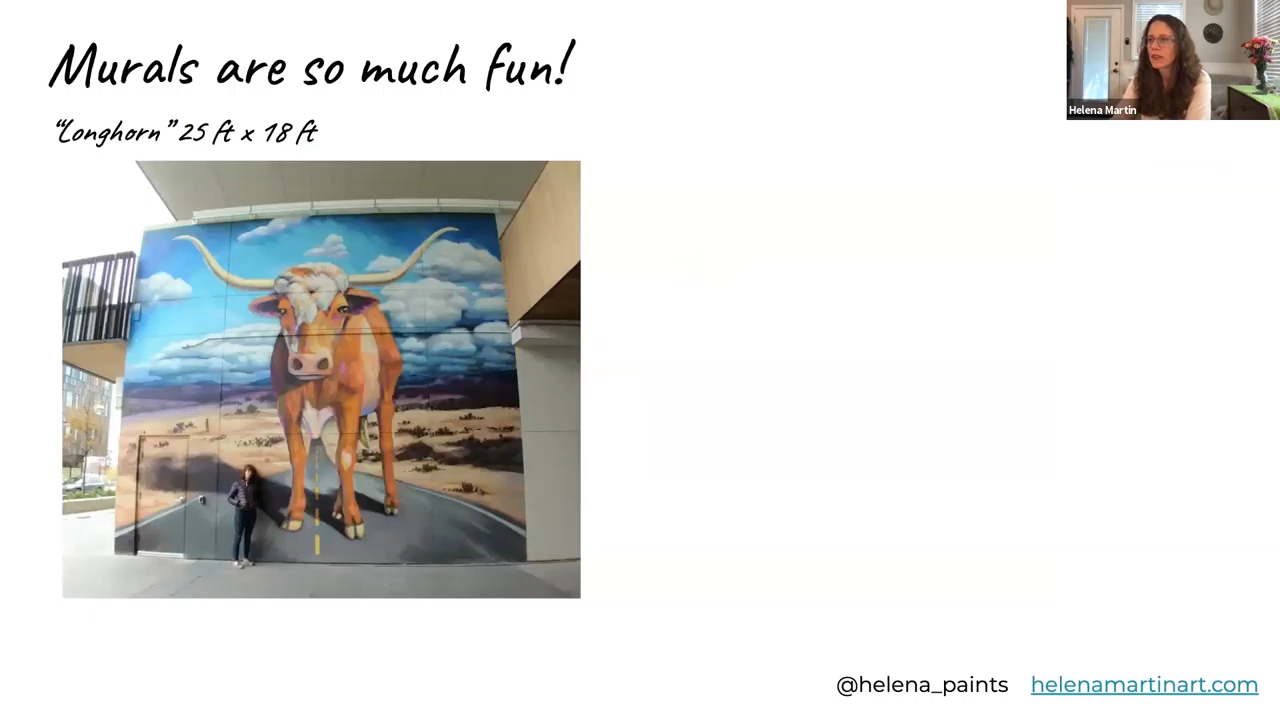 Murals are so much fun!
"Longhorn" 25 ft x 18 ft
Helena Martin
@helena_paints helenamartinart.com